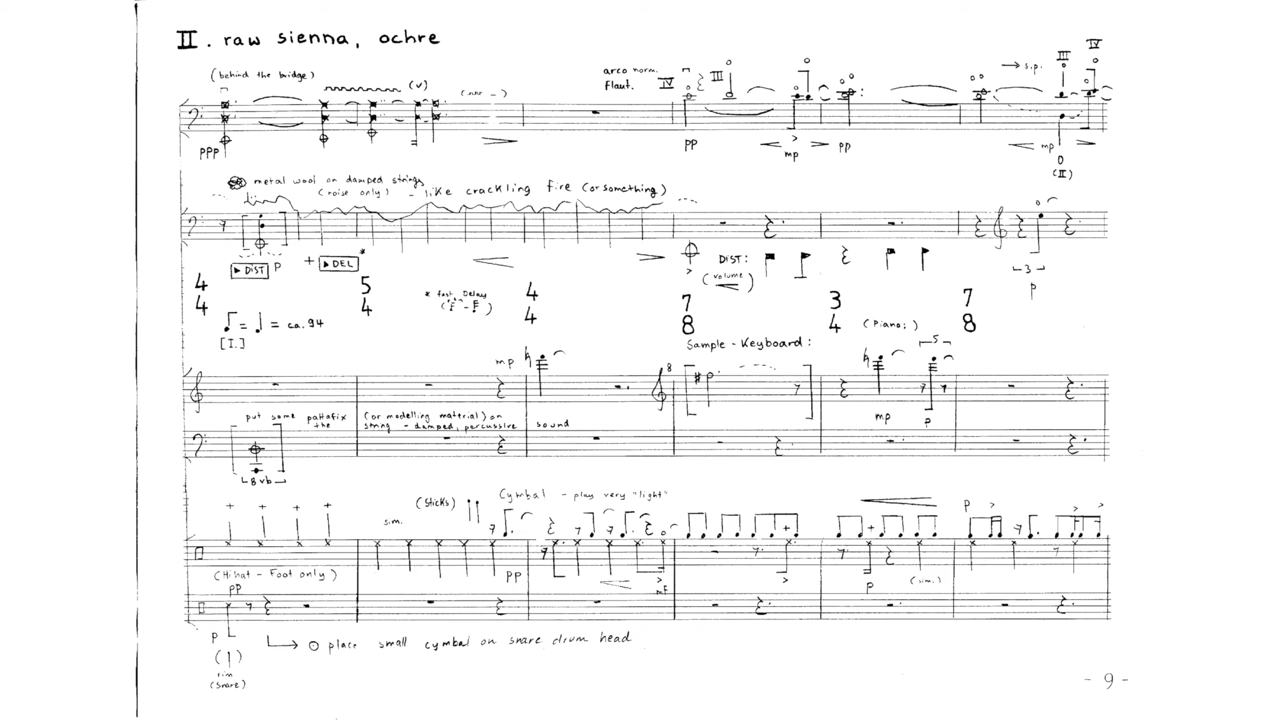 II. raw sienna, ochre
(behind the bridge)
(v)
arco norm.
flaut.
IV III
→ s.p. III IV
ppp
pp mp pp mp
(II)
metal wool on damped strings
(noise only) - like crackling fire (or something)
▶DIST p + ▶DEL *
DIST:
(volume)
3
p
4 5 4 7 3 7
4 4 4 8 4 8
* fast Delay
= ca. 94
[I.]
(Piano:)
Sample - Keyboard:
5
mp
8
mp p
put some pattafix (or modelling material) on
the string - damped, percussive sound
8vb
(Sticks)
Cymbal - play very "light"
+ + + +
sim.
p
+ +
(Hihat - Foot only)
pp
pp
mf
p
(sim.)
p
place small cymbal on snare drum head
rim
(Snare)
- 9 -